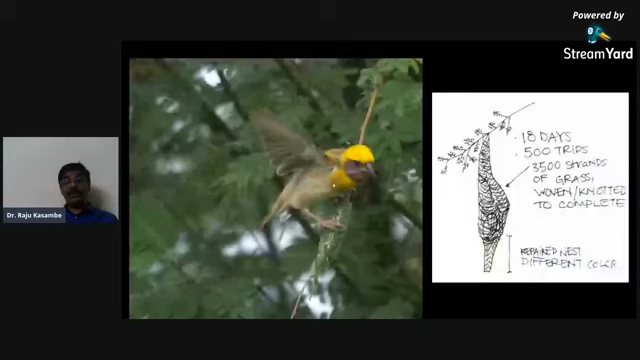 Powered by
StreamYard
18 DAYS
500 TRIPS
3500 strands
OF GRASS,
WOVEN/KNOTTED
TO COMPLETE
REPAIRED NEST
DIFFERENT COLOR
Dr. Raju Kasambe